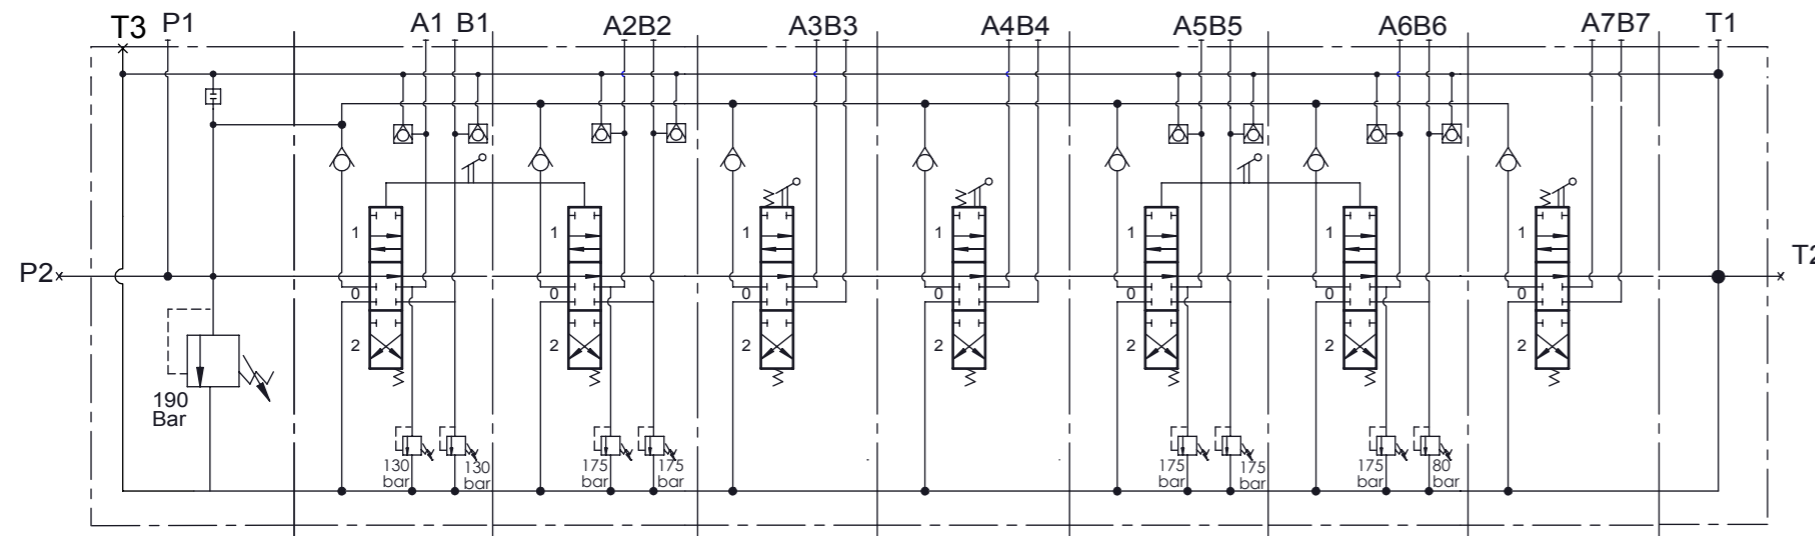 T3 P1 A1 B1 A2B2 A3B3 A4B4 A5B5 A6B6 A7B7 T1
1 1 1 1 1 1 1
P2 T2
0 0 0 0 0 0 0
2 2 2 2 2 2 2
190
Bar
130 130 175 175 175 175 175 80
bar bar bar bar bar bar bar bar